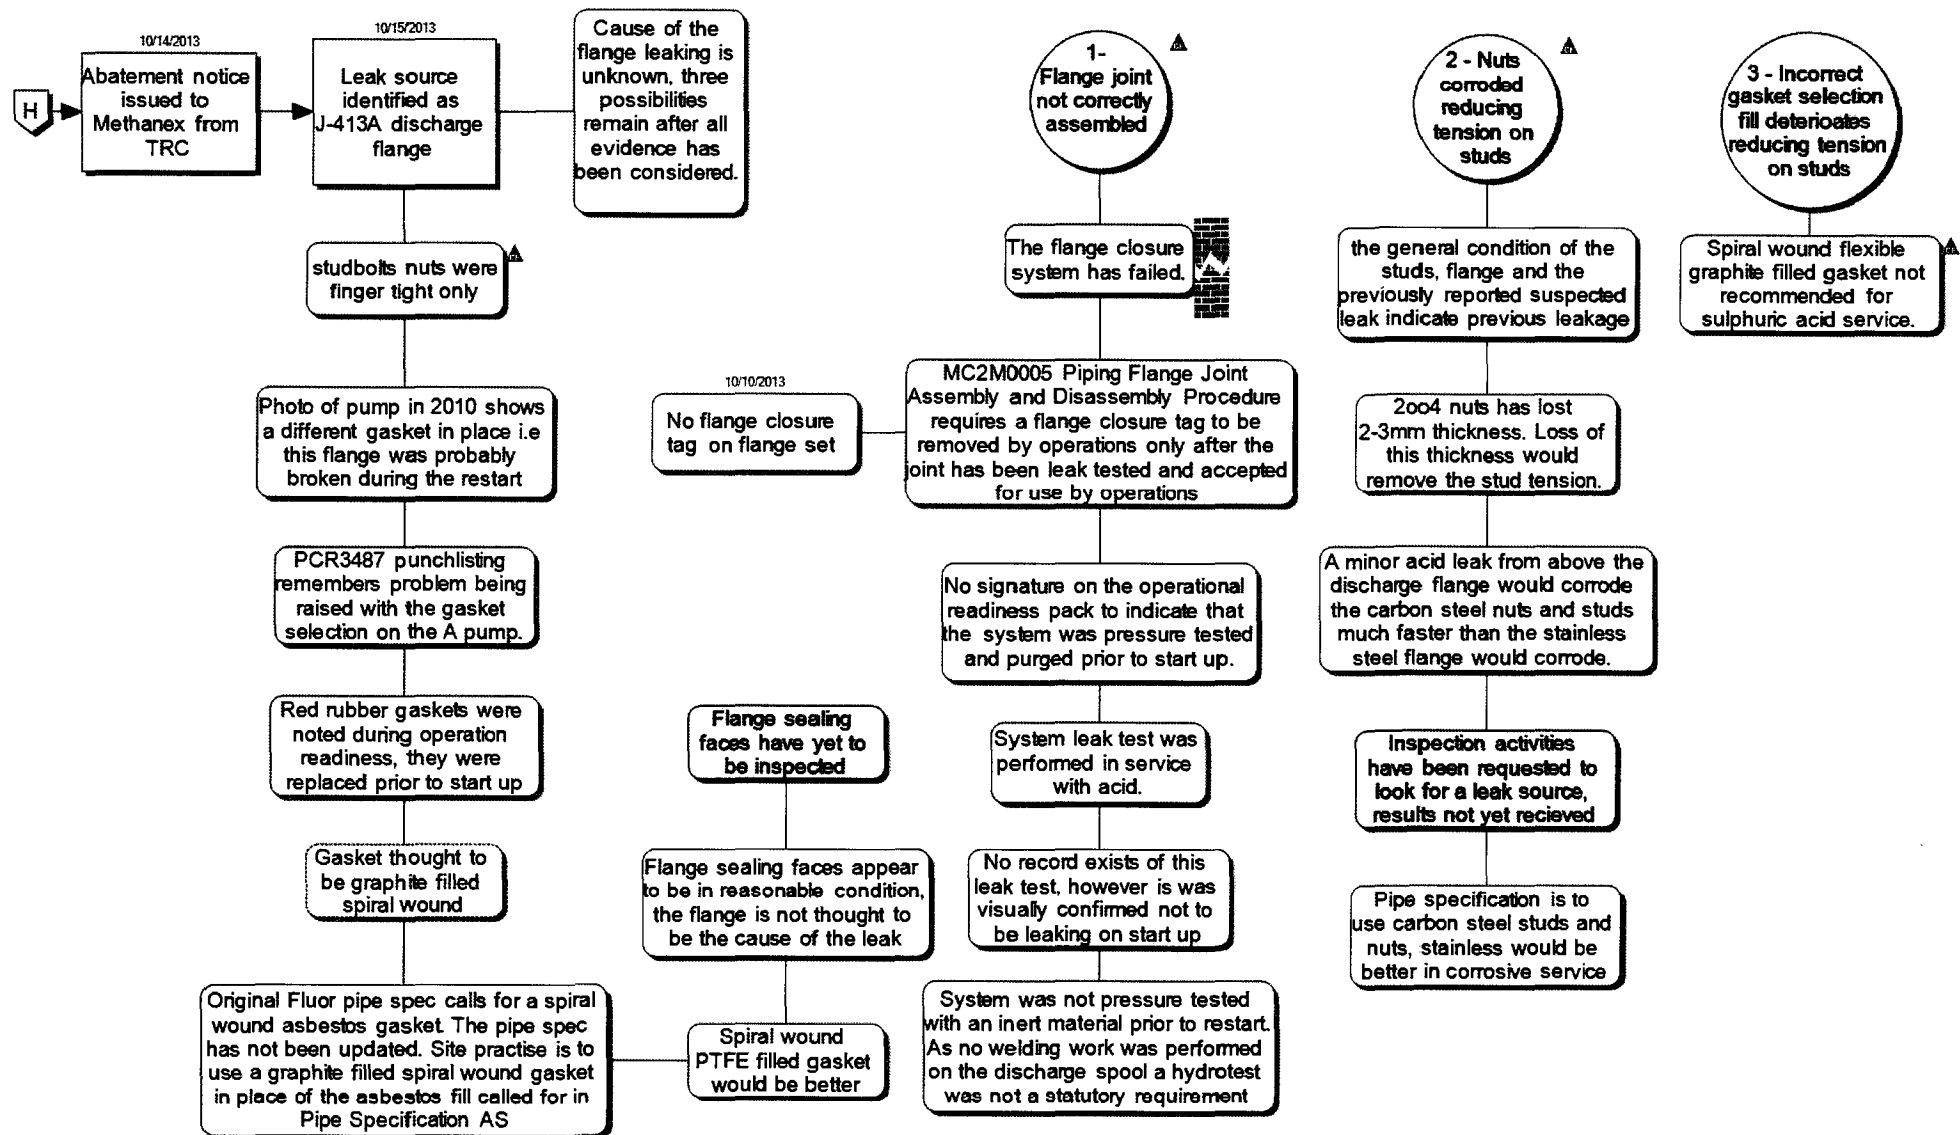 H
10/14/2013
Abatement notice
issued to
Methanex from
TRC
10/15/2013
Leak source
identified as
J-413A discharge
flange
Cause of the
flange leaking is
unknown, three
possibilities
remain after all
evidence has
been considered.
studbolts nuts were
finger tight only
Photo of pump in 2010 shows
a different gasket in place i.e
this flange was probably
broken during the restart
PCR3487 punchlisting
remembers problem being
raised with the gasket
selection on the A pump.
Red rubber gaskets were
noted during operation
readiness, they were
replaced prior to start up
Gasket thought to
be graphite filled
spiral wound
Original Fluor pipe spec calls for a spiral
wound asbestos gasket. The pipe spec
has not been updated. Site practise is to
use a graphite filled spiral wound gasket
in place of the asbestos fill called for in
Pipe Specification AS
Flange sealing
faces have yet to
be inspected
Flange sealing faces appear
to be in reasonable condition,
the flange is not thought to
be the cause of the leak
Spiral wound
PTFE filled gasket
would be better
1-
Flange joint
not correctly
assembled
The flange closure
system has failed.
10/10/2013
No flange closure
tag on flange set
MC2M0005 Piping Flange Joint
Assembly and Disassembly Procedure
requires a flange closure tag to be
removed by operations only after the
joint has been leak tested and accepted
for use by operations
No signature on the operational
readiness pack to indicate that
the system was pressure tested
and purged prior to start up.
System leak test was
performed in service
with acid.
No record exists of this
leak test, however is was
visually confirmed not to
be leaking on start up
System was not pressure tested
with an inert material prior to restart.
As no welding work was performed
on the discharge spool a hydrotest
was not a statutory requirement
2 - Nuts
corroded
reducing
tension on
studs
the general condition of the
studs, flange and the
previously reported suspected
leak indicate previous leakage
2oo4 nuts has lost
2-3mm thickness. Loss of
this thickness would
remove the stud tension.
A minor acid leak from above the
discharge flange would corrode
the carbon steel nuts and studs
much faster than the stainless
steel flange would corrode.
Inspection activities
have been requested to
look for a leak source,
results not yet recieved
Pipe specification is to
use carbon steel studs and
nuts, stainless would be
better in corrosive service
3 - Incorrect
gasket selection
fill deterioates
reducing tension
on studs
Spiral wound flexible
graphite filled gasket not
recommended for
sulphuric acid service.